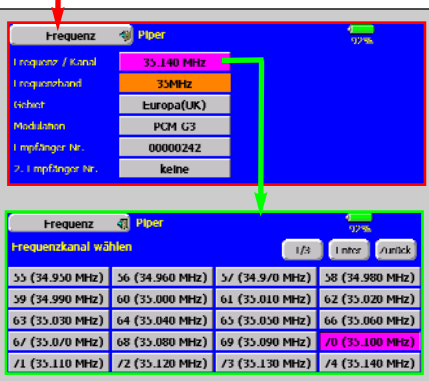 Frequenz Piper 92%
Frequenz / Kanal 35.140 MHz
Frequenzband 35MHz
Gebiet Europa(UK)
Modulation PCM G3
Empfänger Nr. 00000242
2. Empfänger Nr. keine
Frequenz Piper 92%
Frequenzkanal wählen 1/3 Enter Zurück
55 (34.950 MHz) 56 (34.960 MHz) 57 (34.970 MHz) 58 (34.980 MHz)
59 (34.990 MHz) 60 (35.000 MHz) 61 (35.010 MHz) 62 (35.020 MHz)
63 (35.030 MHz) 64 (35.040 MHz) 65 (35.050 MHz) 66 (35.060 MHz)
67 (35.070 MHz) 68 (35.080 MHz) 69 (35.090 MHz) 70 (35.100 MHz)
71 (35.110 MHz) 72 (35.120 MHz) 73 (35.130 MHz) 74 (35.140 MHz)